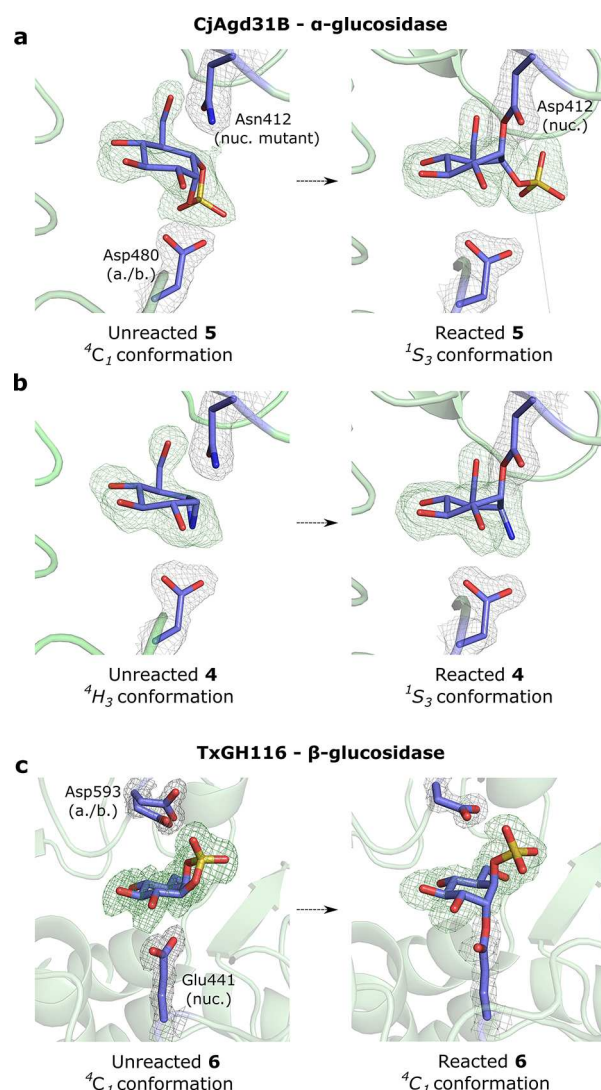 CjAgd31B - α-glucosidase
a
Asn412
(nuc. mutant)
Asp412
(nuc.)
Asp480
(a./b.)
Unreacted 5
⁴C₁ conformation
Reacted 5
¹S₃ conformation
b
Unreacted 4
⁴H₃ conformation
Reacted 4
¹S₃ conformation
TxGH116 - β-glucosidase
c
Asp593
(a./b.)
Glu441
(nuc.)
Unreacted 6
⁴C₁ conformation
Reacted 6
⁴C₁ conformation